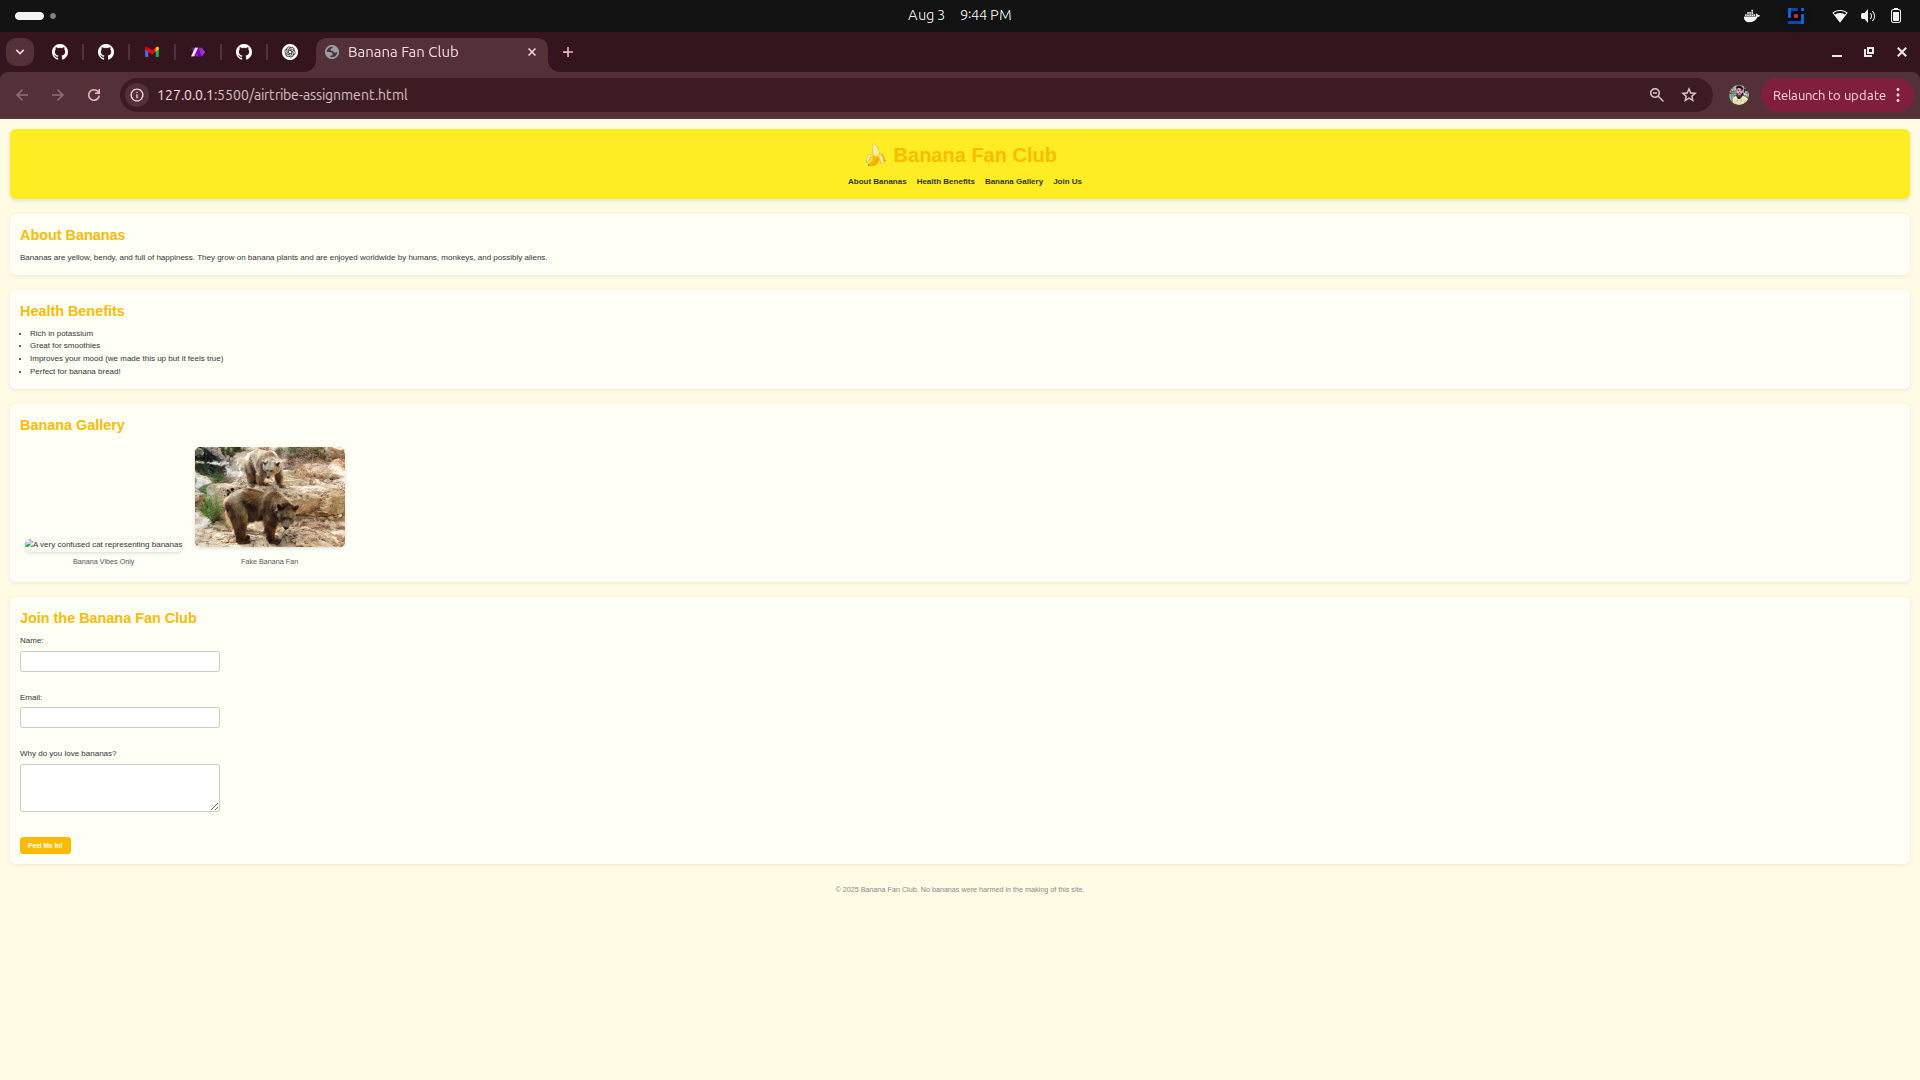 Aug 3 9:44 PM
Banana Fan Club
127.0.0.1:5500/airtribe-assignment.html
Relaunch to update
🍌 Banana Fan Club
About Bananas Health Benefits Banana Gallery Join Us
About Bananas
Bananas are yellow, bendy, and full of happiness. They grow on banana plants and are enjoyed worldwide by humans, monkeys, and possibly aliens.
Health Benefits
Rich in potassium
Great for smoothies
Improves your mood (we made this up but it feels true)
Perfect for banana bread!
Banana Gallery
A very confused cat representing bananas
Banana Vibes Only
Fake Banana Fan
Join the Banana Fan Club
Name:
Email:
Why do you love bananas?
Peel Me In!
© 2025 Banana Fan Club. No bananas were harmed in the making of this site.